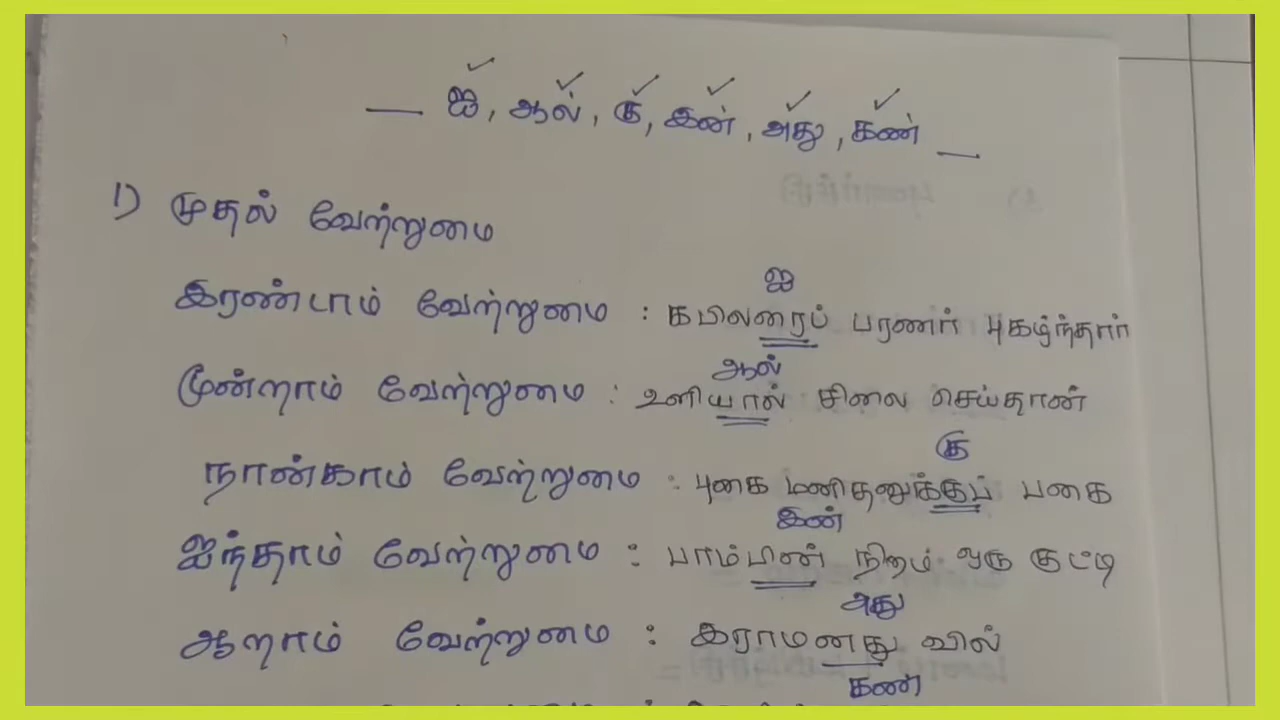 — ஐ, ஆல், கு, இன், அது, கண் —
1) முதல் வேற்றுமை
ஐ
இரண்டாம் வேற்றுமை : கபிலரைப் பரணர் புகழ்ந்தார்
ஆல்
மூன்றாம் வேற்றுமை : உளியால் சிலை செய்தான்
கு
நான்காம் வேற்றுமை : புகை மனிதனுக்குப் பகை
இன்
ஐந்தாம் வேற்றுமை : பாம்பின் நிறம் ஒரு குட்டி
அது
ஆறாம் வேற்றுமை : இராமனது வில்
கண்